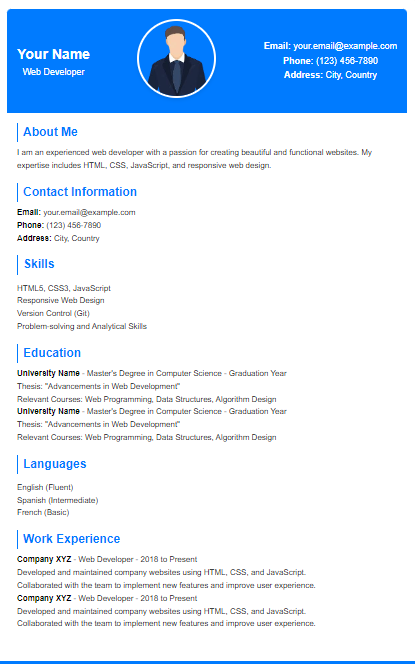 Your Name
Web Developer
Email: your.email@example.com
Phone: (123) 456-7890
Address: City, Country
About Me
I am an experienced web developer with a passion for creating beautiful and functional websites. My
expertise includes HTML, CSS, JavaScript, and responsive web design.
Contact Information
Email: your.email@example.com
Phone: (123) 456-7890
Address: City, Country
Skills
HTML5, CSS3, JavaScript
Responsive Web Design
Version Control (Git)
Problem-solving and Analytical Skills
Education
University Name - Master's Degree in Computer Science - Graduation Year
Thesis: "Advancements in Web Development"
Relevant Courses: Web Programming, Data Structures, Algorithm Design
University Name - Master's Degree in Computer Science - Graduation Year
Thesis: "Advancements in Web Development"
Relevant Courses: Web Programming, Data Structures, Algorithm Design
Languages
English (Fluent)
Spanish (Intermediate)
French (Basic)
Work Experience
Company XYZ - Web Developer - 2018 to Present
Developed and maintained company websites using HTML, CSS, and JavaScript.
Collaborated with the team to implement new features and improve user experience.
Company XYZ - Web Developer - 2018 to Present
Developed and maintained company websites using HTML, CSS, and JavaScript.
Collaborated with the team to implement new features and improve user experience.